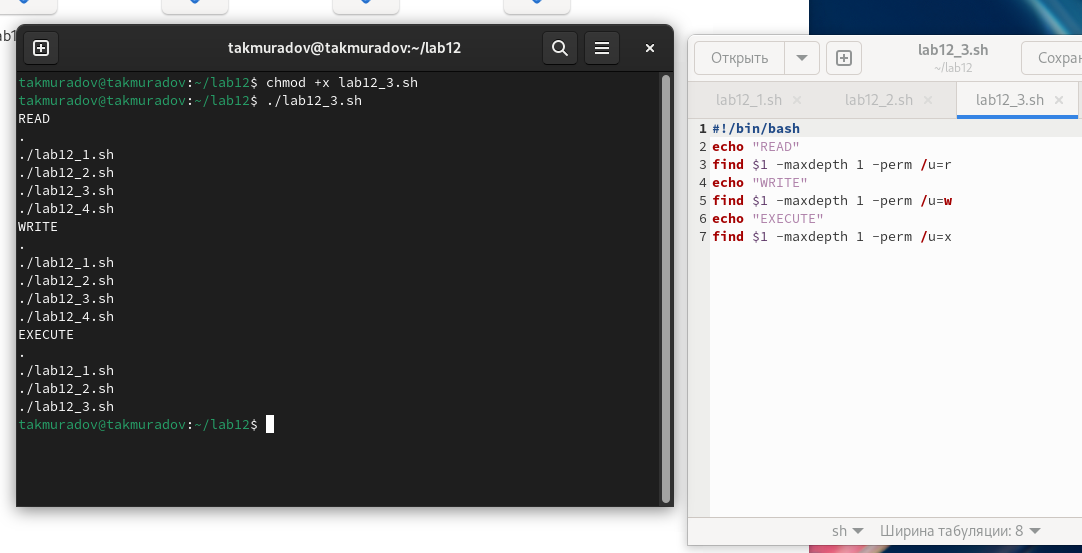 takmuradov@takmuradov:~/lab12
takmuradov@takmuradov:~/lab12$ chmod +x lab12_3.sh
takmuradov@takmuradov:~/lab12$ ./lab12_3.sh
READ
.
./lab12_1.sh
./lab12_2.sh
./lab12_3.sh
./lab12_4.sh
WRITE
.
./lab12_1.sh
./lab12_2.sh
./lab12_3.sh
./lab12_4.sh
EXECUTE
.
./lab12_1.sh
./lab12_2.sh
./lab12_3.sh
takmuradov@takmuradov:~/lab12$
Открыть
lab12_3.sh
~/lab12
lab12_1.sh
lab12_2.sh
lab12_3.sh
1 #!/bin/bash
2 echo "READ"
3 find $1 -maxdepth 1 -perm /u=r
4 echo "WRITE"
5 find $1 -maxdepth 1 -perm /u=w
6 echo "EXECUTE"
7 find $1 -maxdepth 1 -perm /u=x
sh
Ширина табуляции: 8